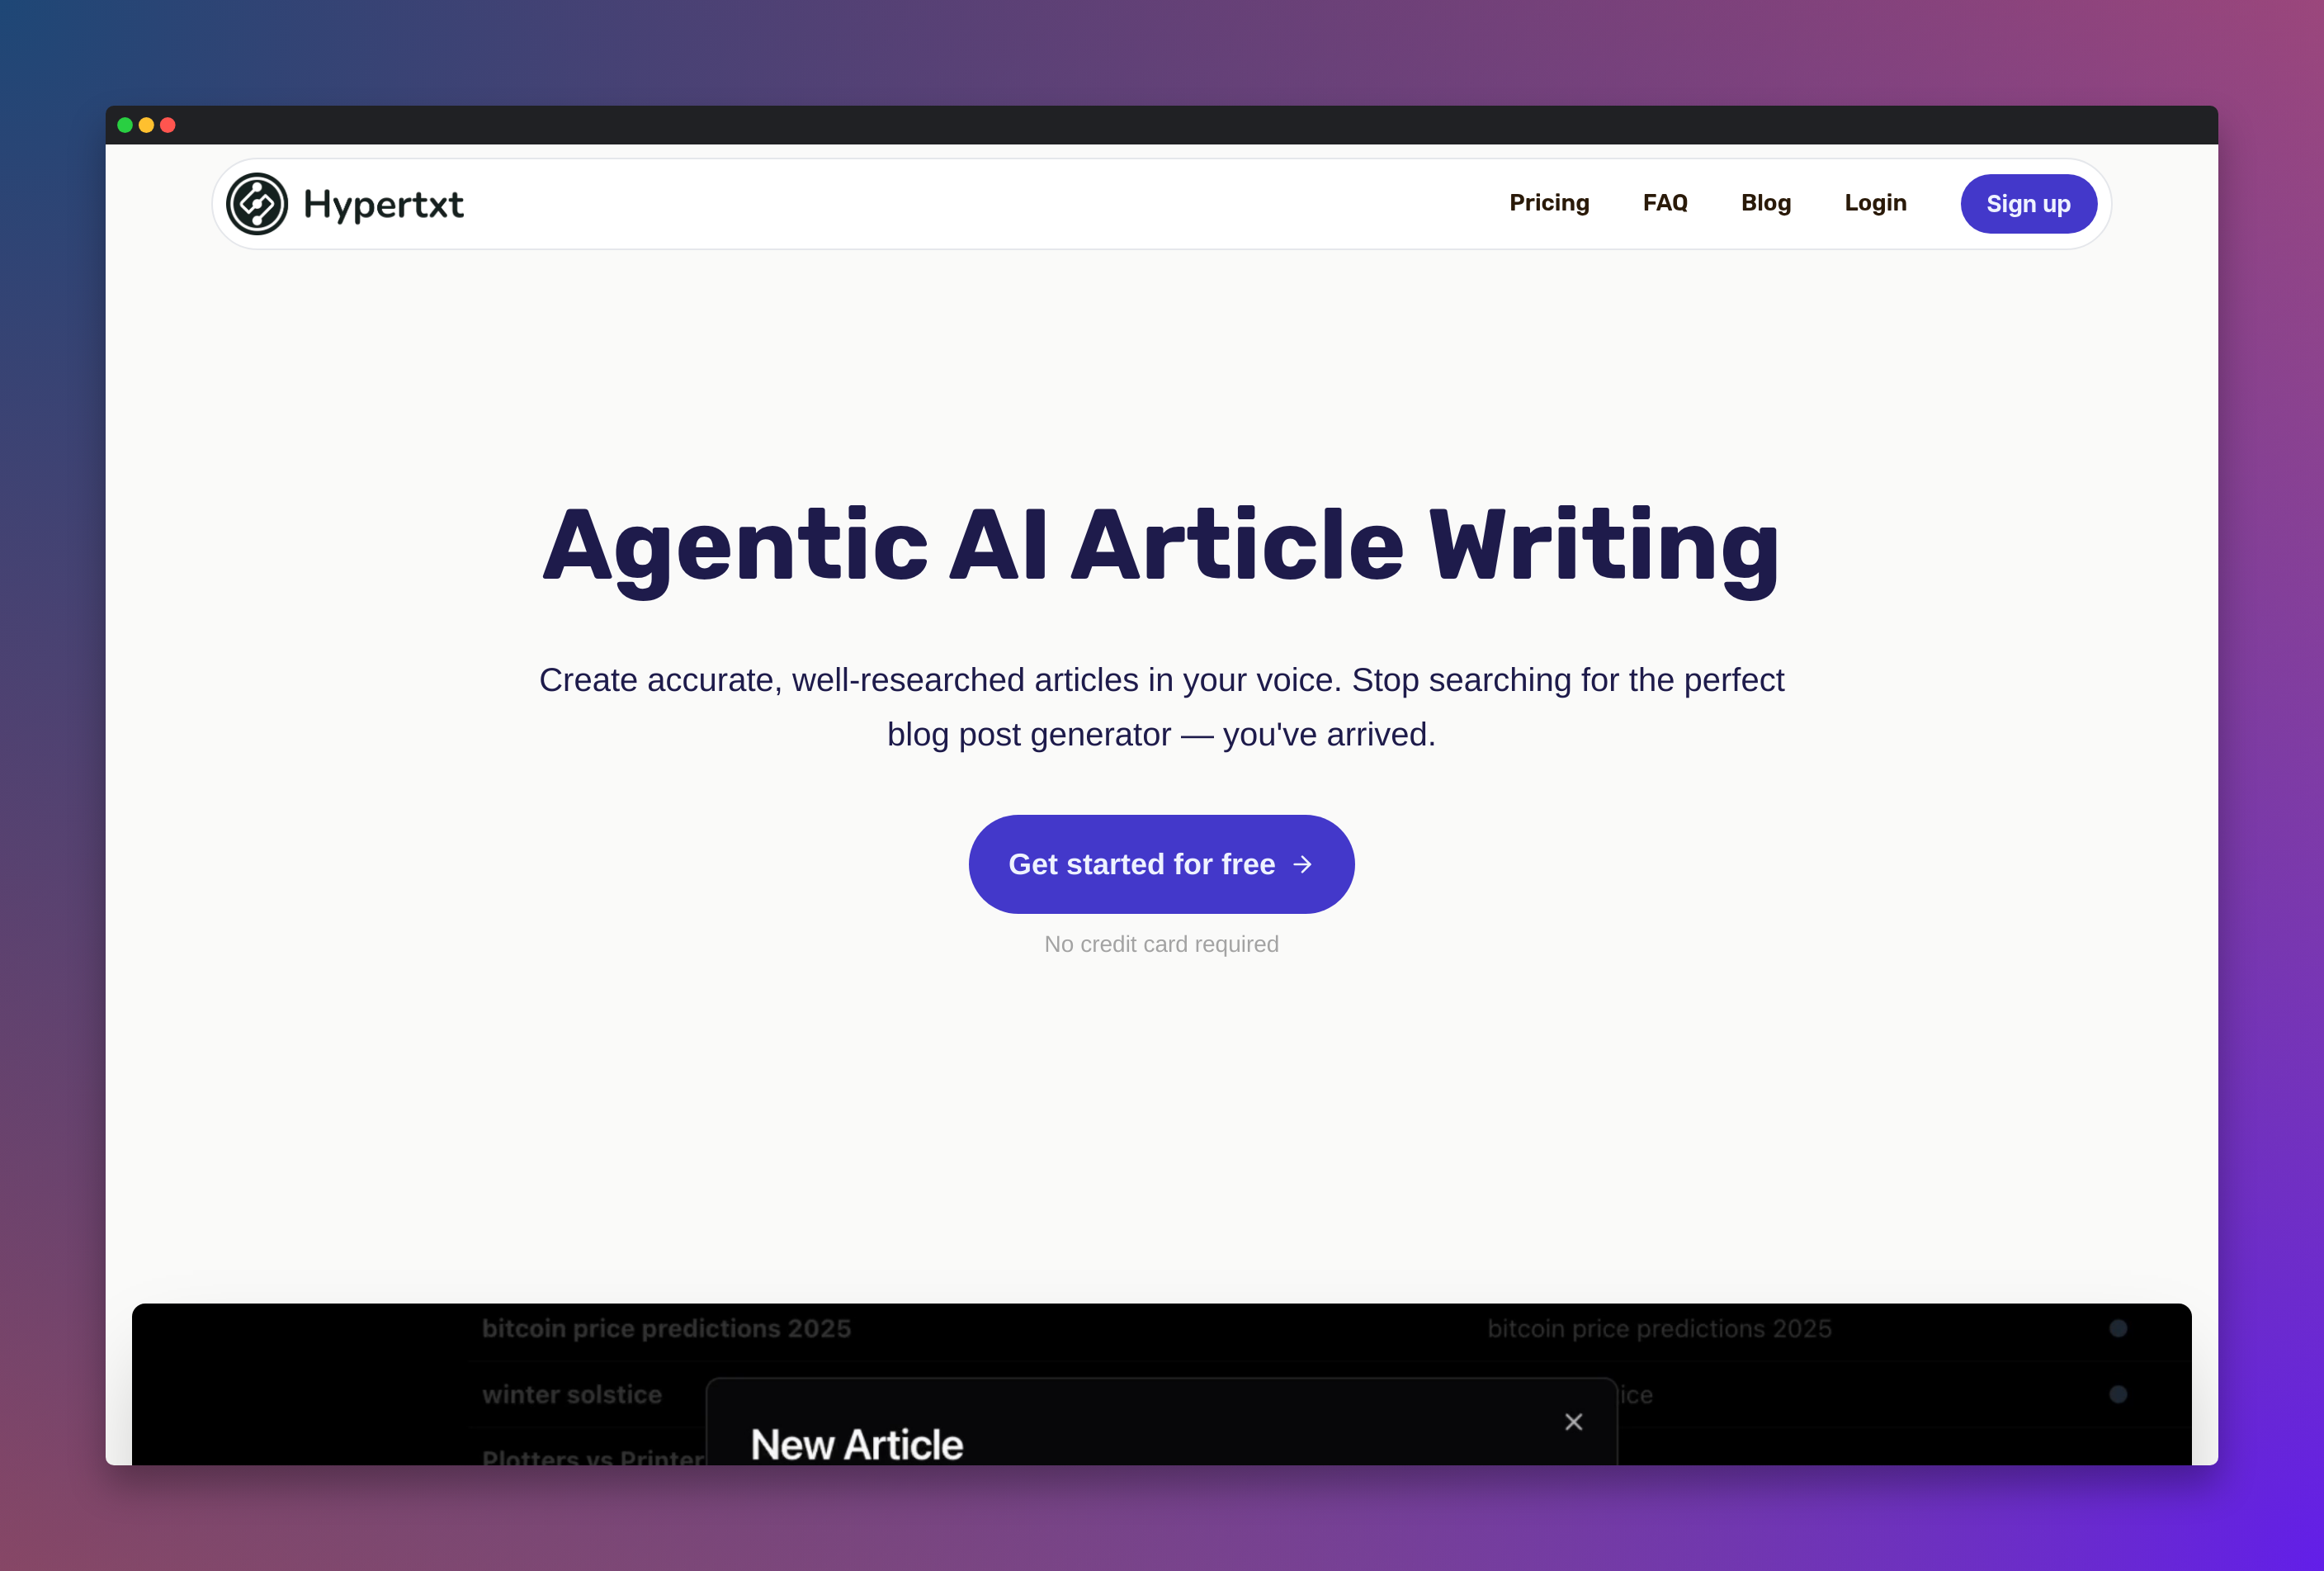 Hypertxt
Pricing FAQ Blog Login Sign up
Agentic AI Article Writing
Create accurate, well-researched articles in your voice. Stop searching for the perfect
blog post generator — you've arrived.
Get started for free →
No credit card required
bitcoin price predictions 2025 bitcoin price predictions 2025
winter solstice ice
New Article
Plotters vs Printer